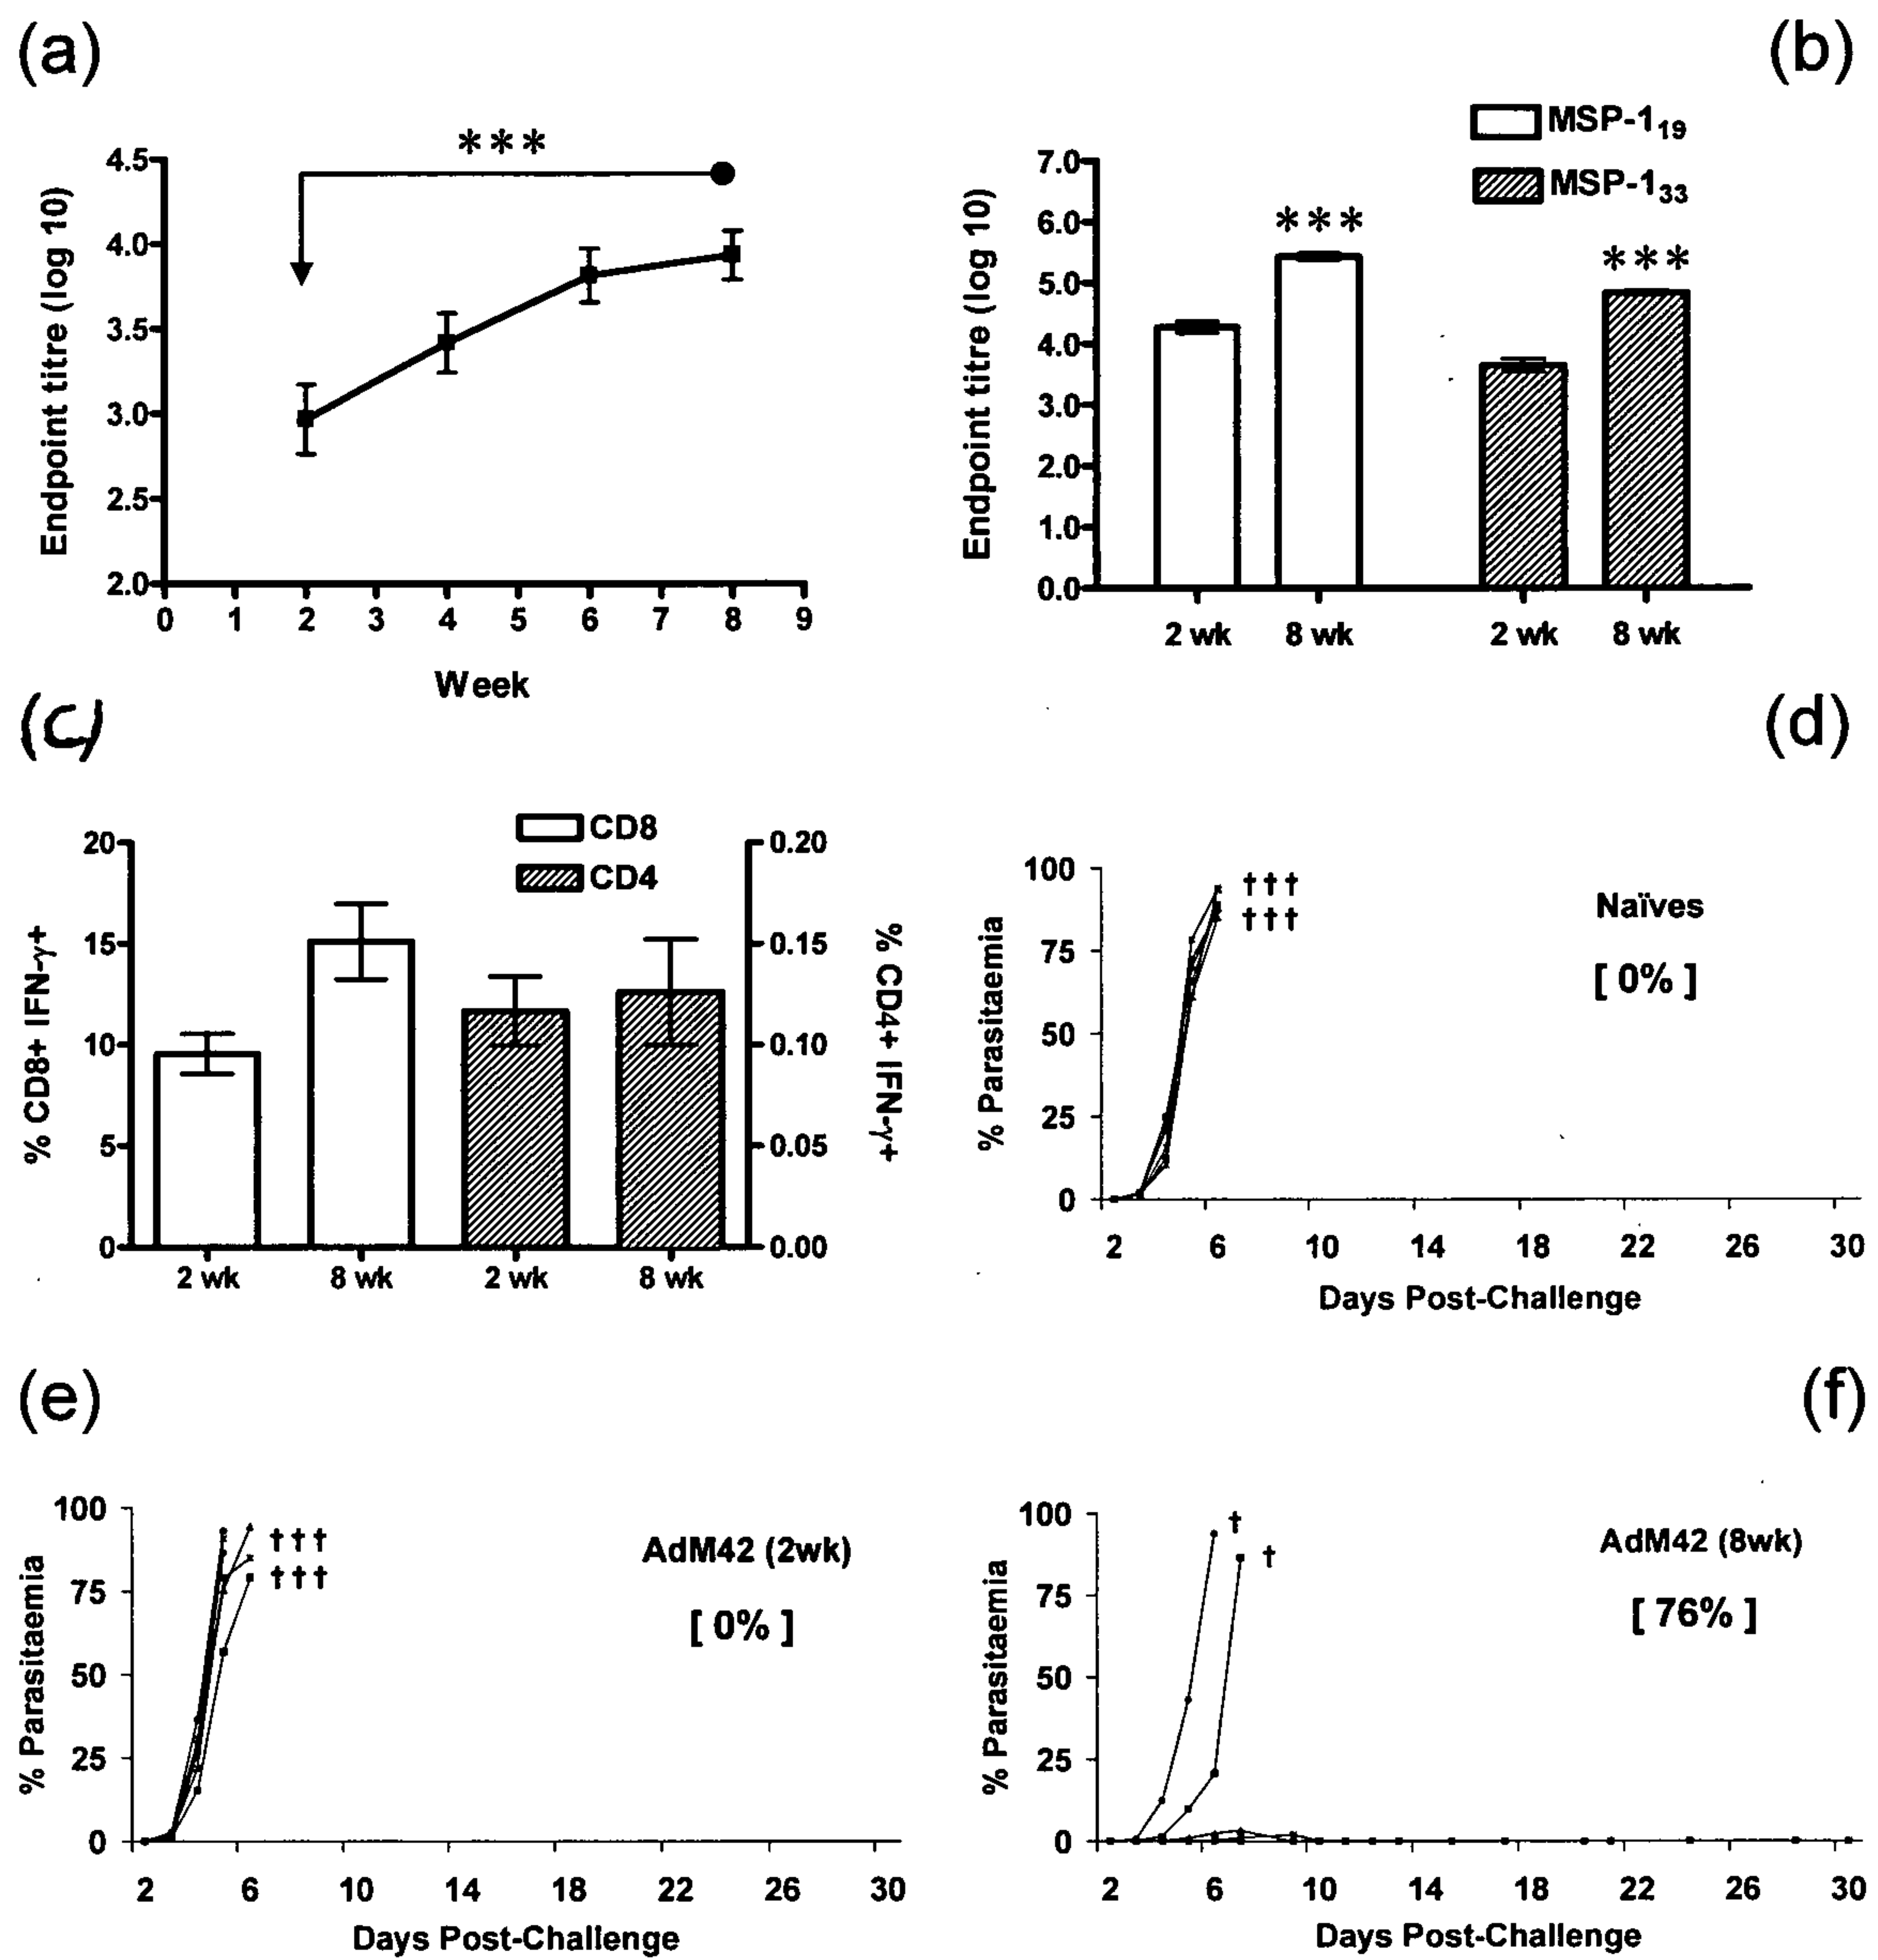 (a)
***
4.5
4.0
3.5
3.0
2.5
2.0
Endpoint titre (log 10)
0 1 2 3 4 5 6 7 8 9
Week
(b)
MSP-1₁₉
MSP-1₃₃
7.0
6.0
5.0
4.0
3.0
2.0
1.0
0.0
Endpoint titre (log 10)
***
***
2 wk 8 wk 2 wk 8 wk
(c)
CD8
CD4
20
15
10
5
0
% CD8+ IFN-γ+
0.20
0.15
0.10
0.05
0.00
% CD4+ IFN-γ+
2 wk 8 wk 2 wk 8 wk
(d)
100
75
50
25
0
% Parasitaemia
†††
†††
Naïves
[ 0% ]
2 6 10 14 18 22 26 30
Days Post-Challenge
(e)
100
75
50
25
0
% Parasitaemia
†††
†††
AdM42 (2wk)
[ 0% ]
2 6 10 14 18 22 26 30
Days Post-Challenge
(f)
100
75
50
25
0
% Parasitaemia
†
†
AdM42 (8wk)
[ 76% ]
2 6 10 14 18 22 26 30
Days Post-Challenge